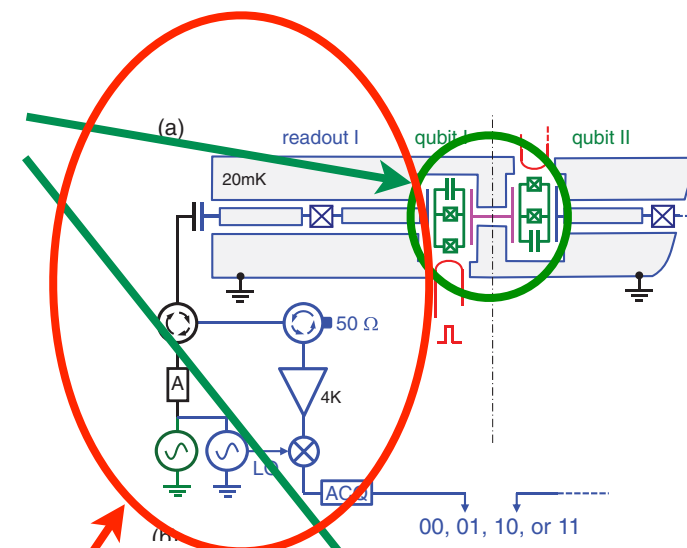 (a)
readout I
qubit I
qubit II
20mK
50 Ω
A
4K
LO
ACQ
00, 01, 10, or 11